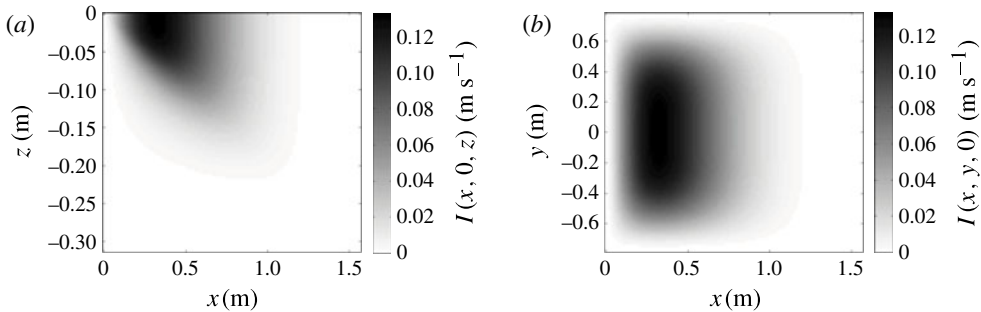 (a)
0
–0.05
–0.10
–0.15
–0.20
–0.25
–0.30
z (m)
0 0.5 1.0 1.5
x (m)
0.12
0.10
0.08
0.06
0.04
0.02
0
I (x, 0, z) (m s⁻¹)
(b)
0.6
0.4
0.2
0
–0.2
–0.4
–0.6
y (m)
0 0.5 1.0 1.5
x (m)
0.12
0.10
0.08
0.06
0.04
0.02
0
I (x, y, 0) (m s⁻¹)